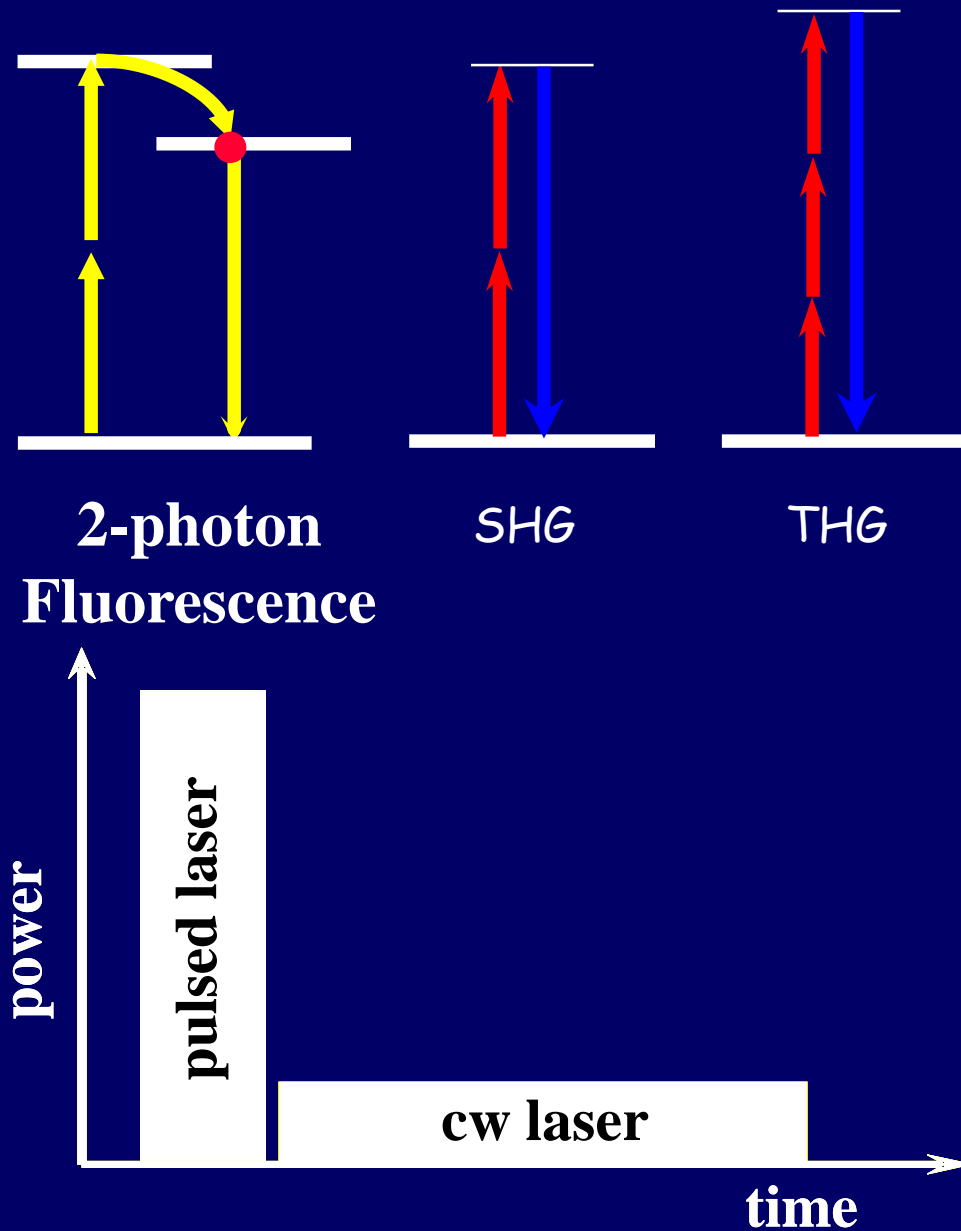 2-photon
Fluorescence
SHG
THG
power
pulsed laser
cw laser
time